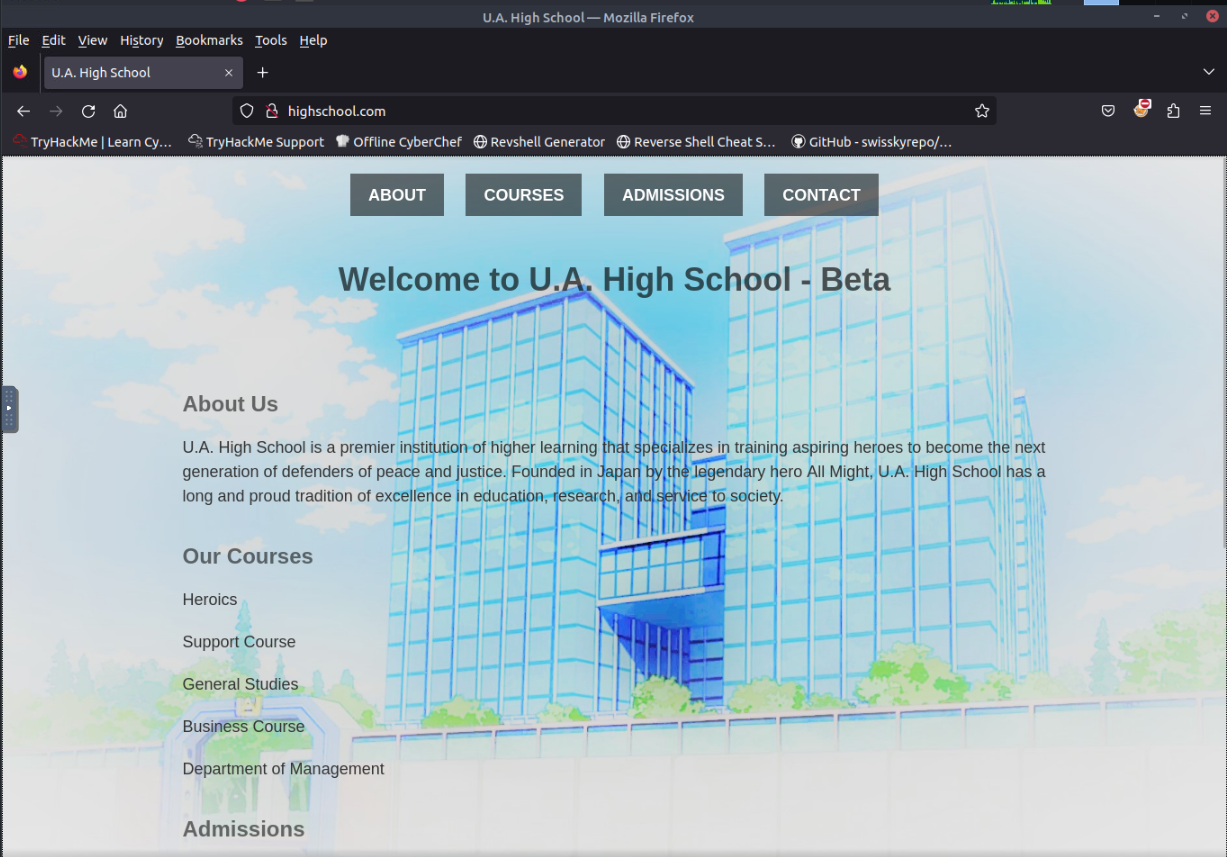 U.A. High School — Mozilla Firefox
File Edit View History Bookmarks Tools Help
U.A. High School
highschool.com
TryHackMe | Learn Cy… TryHackMe Support Offline CyberChef Revshell Generator Reverse Shell Cheat S… GitHub - swisskyrepo/…
ABOUT COURSES ADMISSIONS CONTACT
Welcome to U.A. High School - Beta
About Us
U.A. High School is a premier institution of higher learning that specializes in training aspiring heroes to become the next
generation of defenders of peace and justice. Founded in Japan by the legendary hero All Might, U.A. High School has a
long and proud tradition of excellence in education, research, and service to society.
Our Courses
Heroics
Support Course
General Studies
Business Course
Department of Management
Admissions